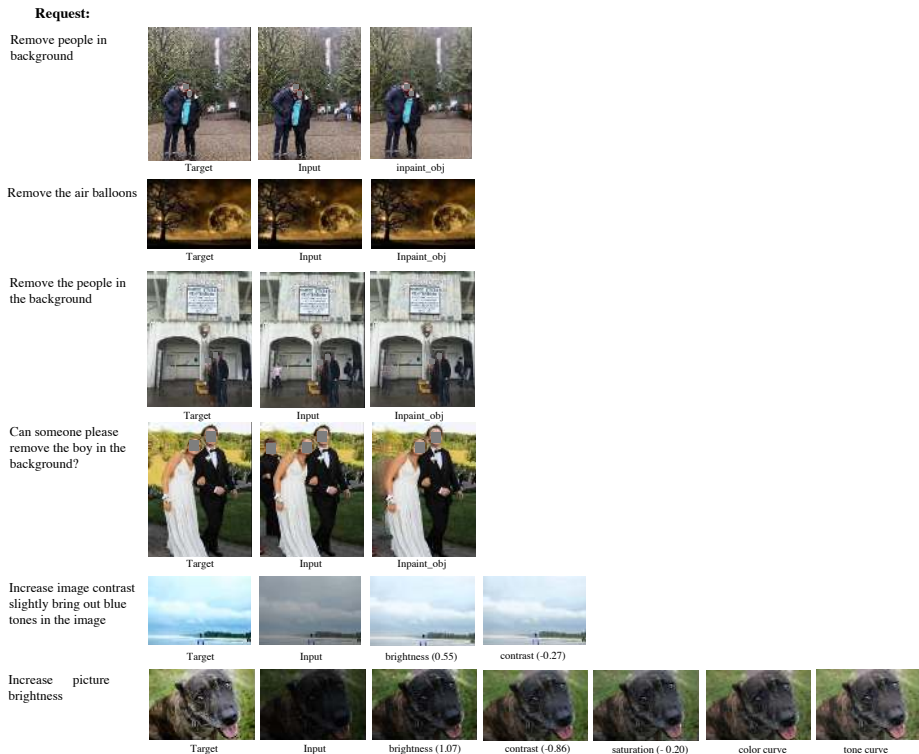 Request:
Remove people in
background
Target
Input
inpaint_obj
Remove the air balloons
Target
Input
Inpaint_obj
Remove the people in
the background
Target
Input
Inpaint_obj
Can someone please
remove the boy in the
background?
Target
Input
Inpaint_obj
Increase image contrast
slightly bring out blue
tones in the image
Target
Input
brightness (0.55)
contrast (-0.27)
Increase picture
brightness
Target
Input
brightness (1.07)
contrast (-0.86)
saturation (- 0.20)
color curve
tone curve